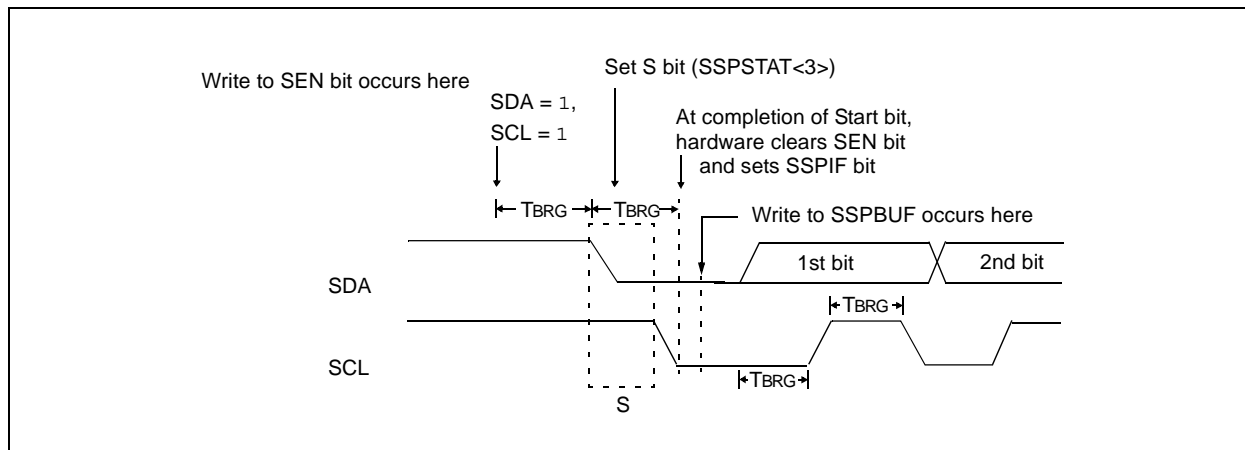 Set S bit (SSPSTAT<3>)
Write to SEN bit occurs here
SDA = 1,
SCL = 1
At completion of Start bit,
hardware clears SEN bit
and sets SSPIF bit
TBRG
TBRG
Write to SSPBUF occurs here
1st bit
2nd bit
SDA
TBRG
SCL
TBRG
S